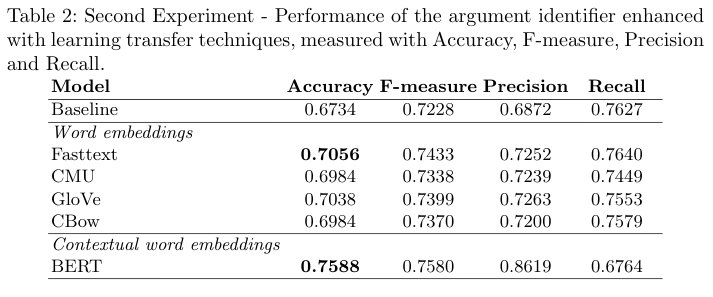 Table 2: Second Experiment - Performance of the argument identifier enhanced
with learning transfer techniques, measured with Accuracy, F-measure, Precision
and Recall.
Model Accuracy F-measure Precision Recall
Baseline 0.6734 0.7228 0.6872 0.7627
Word embeddings
Fasttext 0.7056 0.7433 0.7252 0.7640
CMU 0.6984 0.7338 0.7239 0.7449
GloVe 0.7038 0.7399 0.7263 0.7553
CBow 0.6984 0.7370 0.7200 0.7579
Contextual word embeddings
BERT 0.7588 0.7580 0.8619 0.6764